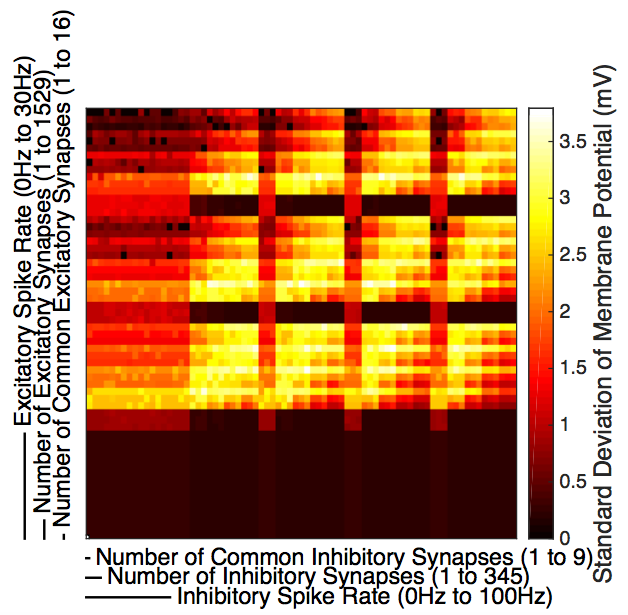 Excitatory Spike Rate (0Hz to 30Hz)
Number of Excitatory Synapses (1 to 1529)
- Number of Common Excitatory Synapses (1 to 16)
3.5
3
2.5
2
1.5
1
0.5
0
Standard Deviation of Membrane Potential (mV)
- Number of Common Inhibitory Synapses (1 to 9)
Number of Inhibitory Synapses (1 to 345)
Inhibitory Spike Rate (0Hz to 100Hz)